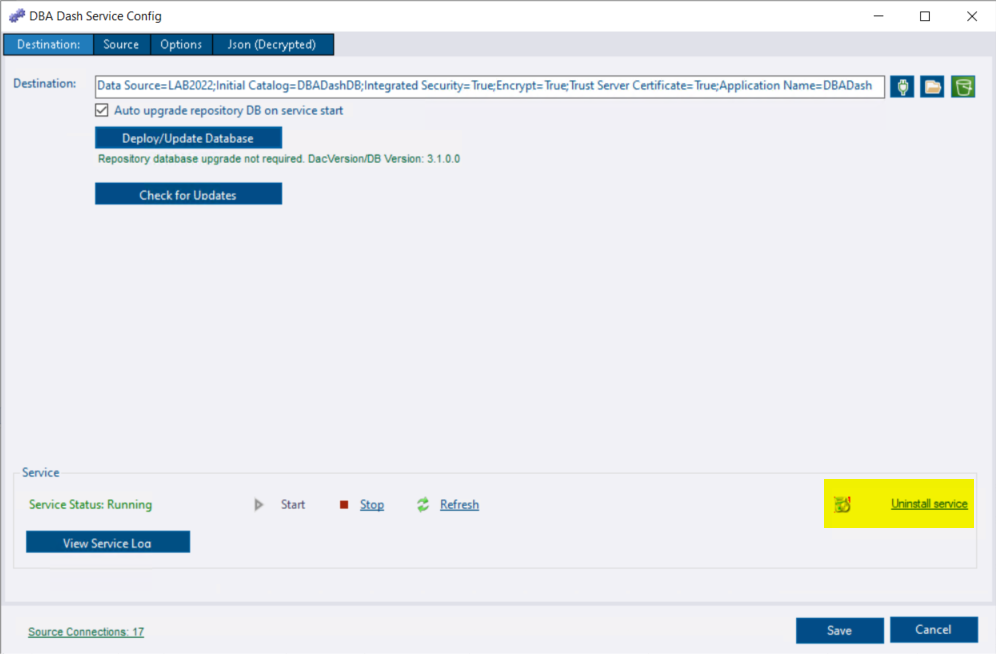 DBA Dash Service Config
Destination: Source Options Json (Decrypted)
Destination: Data Source=LAB2022;Initial Catalog=DBADashDB;Integrated Security=True;Encrypt=True;Trust Server Certificate=True;Application Name=DBADash
Auto upgrade repository DB on service start
Deploy/Update Database
Repository database upgrade not required. DacVersion/DB Version: 3.1.0.0
Check for Updates
Service
Service Status: Running Start Stop Refresh Uninstall service
View Service Log
Source Connections: 17 Save Cancel